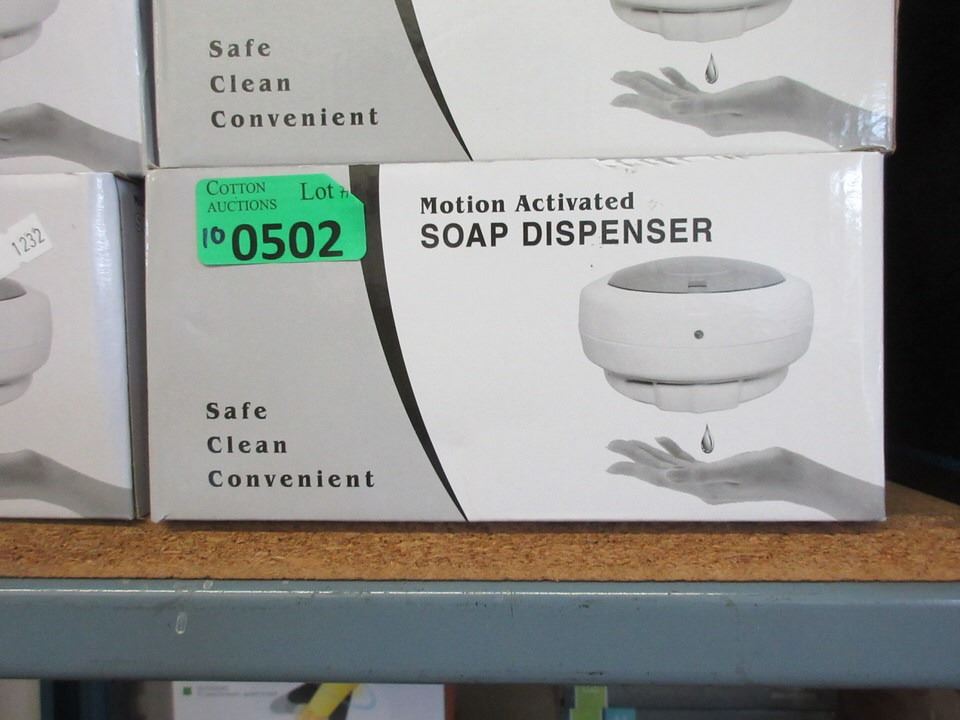 Safe
Clean
Convenient
1232
COTTON
AUCTIONS
Lot #
10 0502
Motion Activated
SOAP DISPENSER
Safe
Clean
Convenient